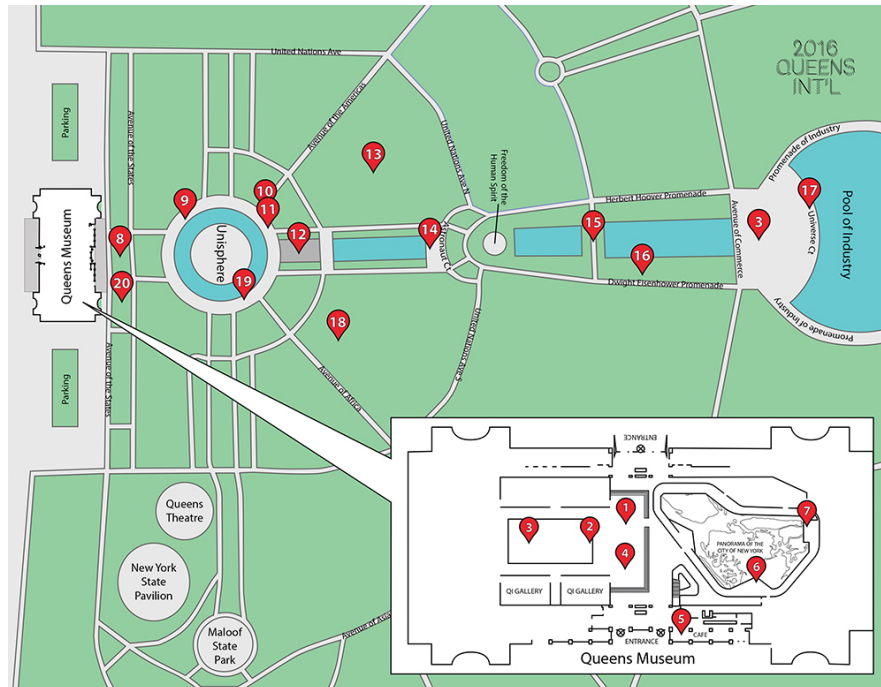 United Nations Ave
2016
QUEENS
INT'L
Parking
Avenue of the States
Avenue of the Americas
United Nations Ave N
Freedom of the
Human Spirit
Promenade of Industry
13
10
9
11
17
Herbert Hoover Promenade
Queens Museum
8
12
14
15
3
Unisphere
Astronaut Ct
Avenue of Commerce
Universe Ct
Pool of Industry
16
20
19
Dwight Eisenhower Promenade
18
United Nations Ave S
Promenade of Industry
Parking
Avenue of the States
Avenue of Africa
Queens
Theatre
New York
State
Pavilion
Maloof
State
Park
Avenue of Asia
ENTRANCE
1
7
3
2
4
PANORAMA OF THE
CITY OF NEW YORK
6
QI GALLERY
QI GALLERY
5
ENTRANCE
CAFE
Queens Museum